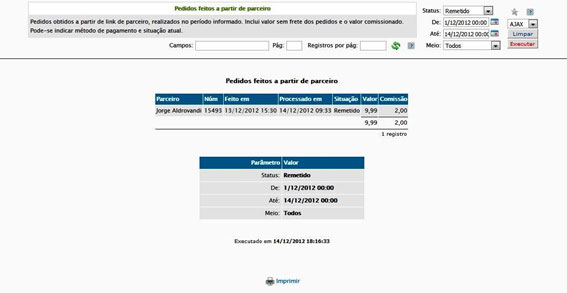 Pedidos feitos a partir de parceiro
Pedidos obtidos a partir de link de parceiro, realizados no período informado. Inclui valor sem frete dos pedidos e o valor comissionado.
Pode-se indicar método de pagamento e situação atual.
Campos: Pág: Registros por pág:
Status: Remetido
De: 1/12/2012 00:00 AJAX
Até: 14/12/2012 00:00 Limpar
Meio: Todos Executar
Pedidos feitos a partir de parceiro
Parceiro Núm Feito em Processado em Situação Valor Comissão
Jorge Aldrovandi 15493 13/12/2012 15:30 14/12/2012 09:33 Remetido 9,99 2,00
9,99 2,00
1 registro
Parâmetro Valor
Status: Remetido
De: 1/12/2012 00:00
Até: 14/12/2012 00:00
Meio: Todos
Executado em 14/12/2012 18:16:33
Imprimir